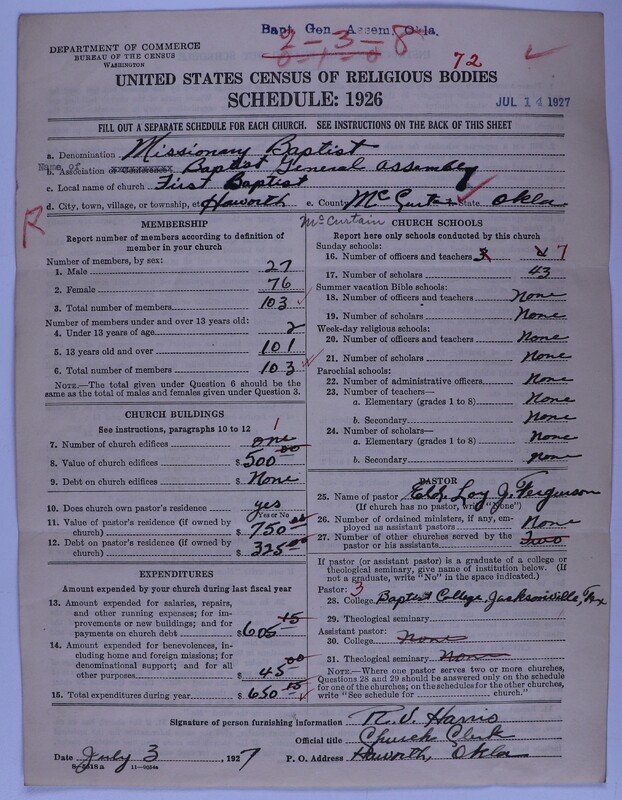 Bapt. Gen. Assem. Okla.
2-3-8
0-1-0
72
DEPARTMENT OF COMMERCE
BUREAU OF THE CENSUS
WASHINGTON
UNITED STATES CENSUS OF RELIGIOUS BODIES
SCHEDULE: 1926
JUL 14 1927
FILL OUT A SEPARATE SCHEDULE FOR EACH CHURCH. SEE INSTRUCTIONS ON THE BACK OF THIS SHEET
a. Denomination Missionary Baptist
Name of
b. Association or Conference Baptist General Assembly
c. Local name of church First Baptist
d. City, town, village, or township, etc Haworth e. County McCurtain State Okla
R
McCurtain
MEMBERSHIP
Report number of members according to definition of
member in your church
Number of members, by sex:
1. Male 27
2. Female 76
3. Total number of members 103
Number of members under and over 13 years old:
4. Under 13 years of age 2
5. 13 years old and over 101
6. Total number of members 103
NOTE.—The total given under Question 6 should be the
same as the total of males and females given under Question 3.
CHURCH BUILDINGS
See instructions, paragraphs 10 to 12
7. Number of church edifices one 1
8. Value of church edifices $ 500.00
9. Debt on church edifices $ None
10. Does church own pastor's residence yes
Yes or No
11. Value of pastor's residence (if owned by
church) $ 750.00
12. Debt on pastor's residence (if owned by
church) $ 325.00
EXPENDITURES
Amount expended by your church during last fiscal year
13. Amount expended for salaries, repairs,
and other running expenses; for im-
provements or new buildings; and for
payments on church debt $ 605.15
14. Amount expended for benevolences, in-
cluding home and foreign missions; for
denominational support; and for all
other purposes $ 45.00
15. Total expenditures during year $ 650.15
CHURCH SCHOOLS
Report here only schools conducted by this church
Sunday schools:
16. Number of officers and teachers 7
17. Number of scholars 43
Summer vacation Bible schools:
18. Number of officers and teachers None
19. Number of scholars None
Week-day religious schools:
20. Number of officers and teachers None
21. Number of scholars None
Parochial schools:
22. Number of administrative officers None
23. Number of teachers—
a. Elementary (grades 1 to 8) None
b. Secondary None
24. Number of scholars—
a. Elementary (grades 1 to 8) None
b. Secondary None
PASTOR
25. Name of pastor Eld. Loy J. Ferguson
(If church has no pastor, write "None")
26. Number of ordained ministers, if any, em-
ployed as assistant pastors None
27. Number of other churches served by the
pastor or his assistants Two
3
If pastor (or assistant pastor) is a graduate of a college or
theological seminary, give name of institution below. (If
not a graduate, write "No" in the space indicated.)
Pastor:
28. College Baptist College, Jacksonville, Tex
29. Theological seminary
Assistant pastor:
30. College None
31. Theological seminary None
NOTE.—Where one pastor serves two or more churches,
Questions 28 and 29 should be answered only on the schedule
for one of the churches; on the schedules for the other churches,
write "See schedule for church."
Signature of person furnishing information R. J. Harris
Official title Church Clerk
Date July 3, 1927 P. O. Address Haworth, Okla